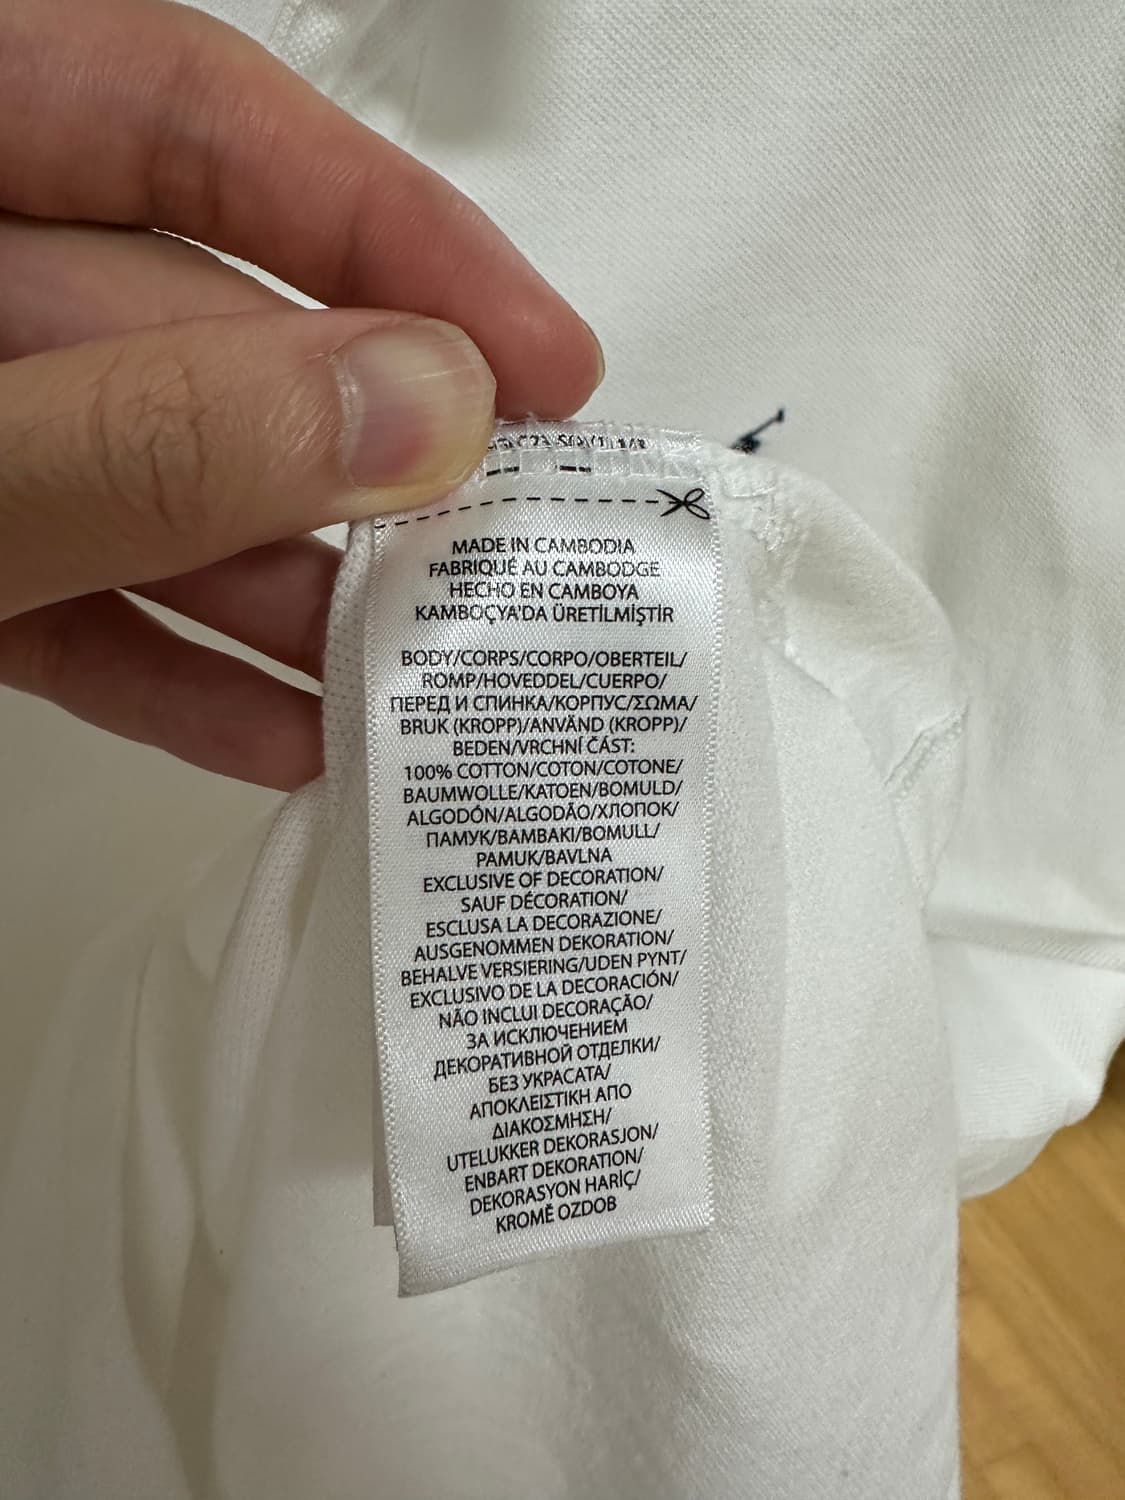 MADE IN CAMBODIA
FABRIQUÉ AU CAMBODGE
HECHO EN CAMBOYA
KAMBOÇYA'DA ÜRETİLMİŞTİR
BODY/CORPS/CORPO/OBERTEIL/
ROMP/HOVEDDEL/CUERPO/
ПЕРЕД И СПИНКА/КОРПУС/ΣΩΜΑ/
BRUK (KROPP)/ANVÄND (KROPP)/
BEDEN/VRCHNÍ ČÁST:
100% COTTON/COTON/COTONE/
BAUMWOLLE/KATOEN/BOMULD/
ALGODÓN/ALGODÃO/ХЛОПОК/
ПАМУК/ΒΑΜΒΑΚΙ/BOMULL/
PAMUK/BAVLNA
EXCLUSIVE OF DECORATION/
SAUF DÉCORATION/
ESCLUSA LA DECORAZIONE/
AUSGENOMMEN DEKORATION/
BEHALVE VERSIERING/UDEN PYNT/
EXCLUSIVO DE LA DECORACIÓN/
NÃO INCLUI DECORAÇÃO/
ЗА ИСКЛЮЧЕНИЕМ
ДЕКОРАТИВНОЙ ОТДЕЛКИ/
БЕЗ УКРАСАТА/
ΑΠΟΚΛΕΙΣΤΙΚΗ ΑΠΟ
ΔΙΑΚΟΣΜΗΣΗ/
UTELUKKER DEKORASJON/
ENBART DEKORATION/
DEKORASYON HARİÇ/
KROMĚ OZDOB